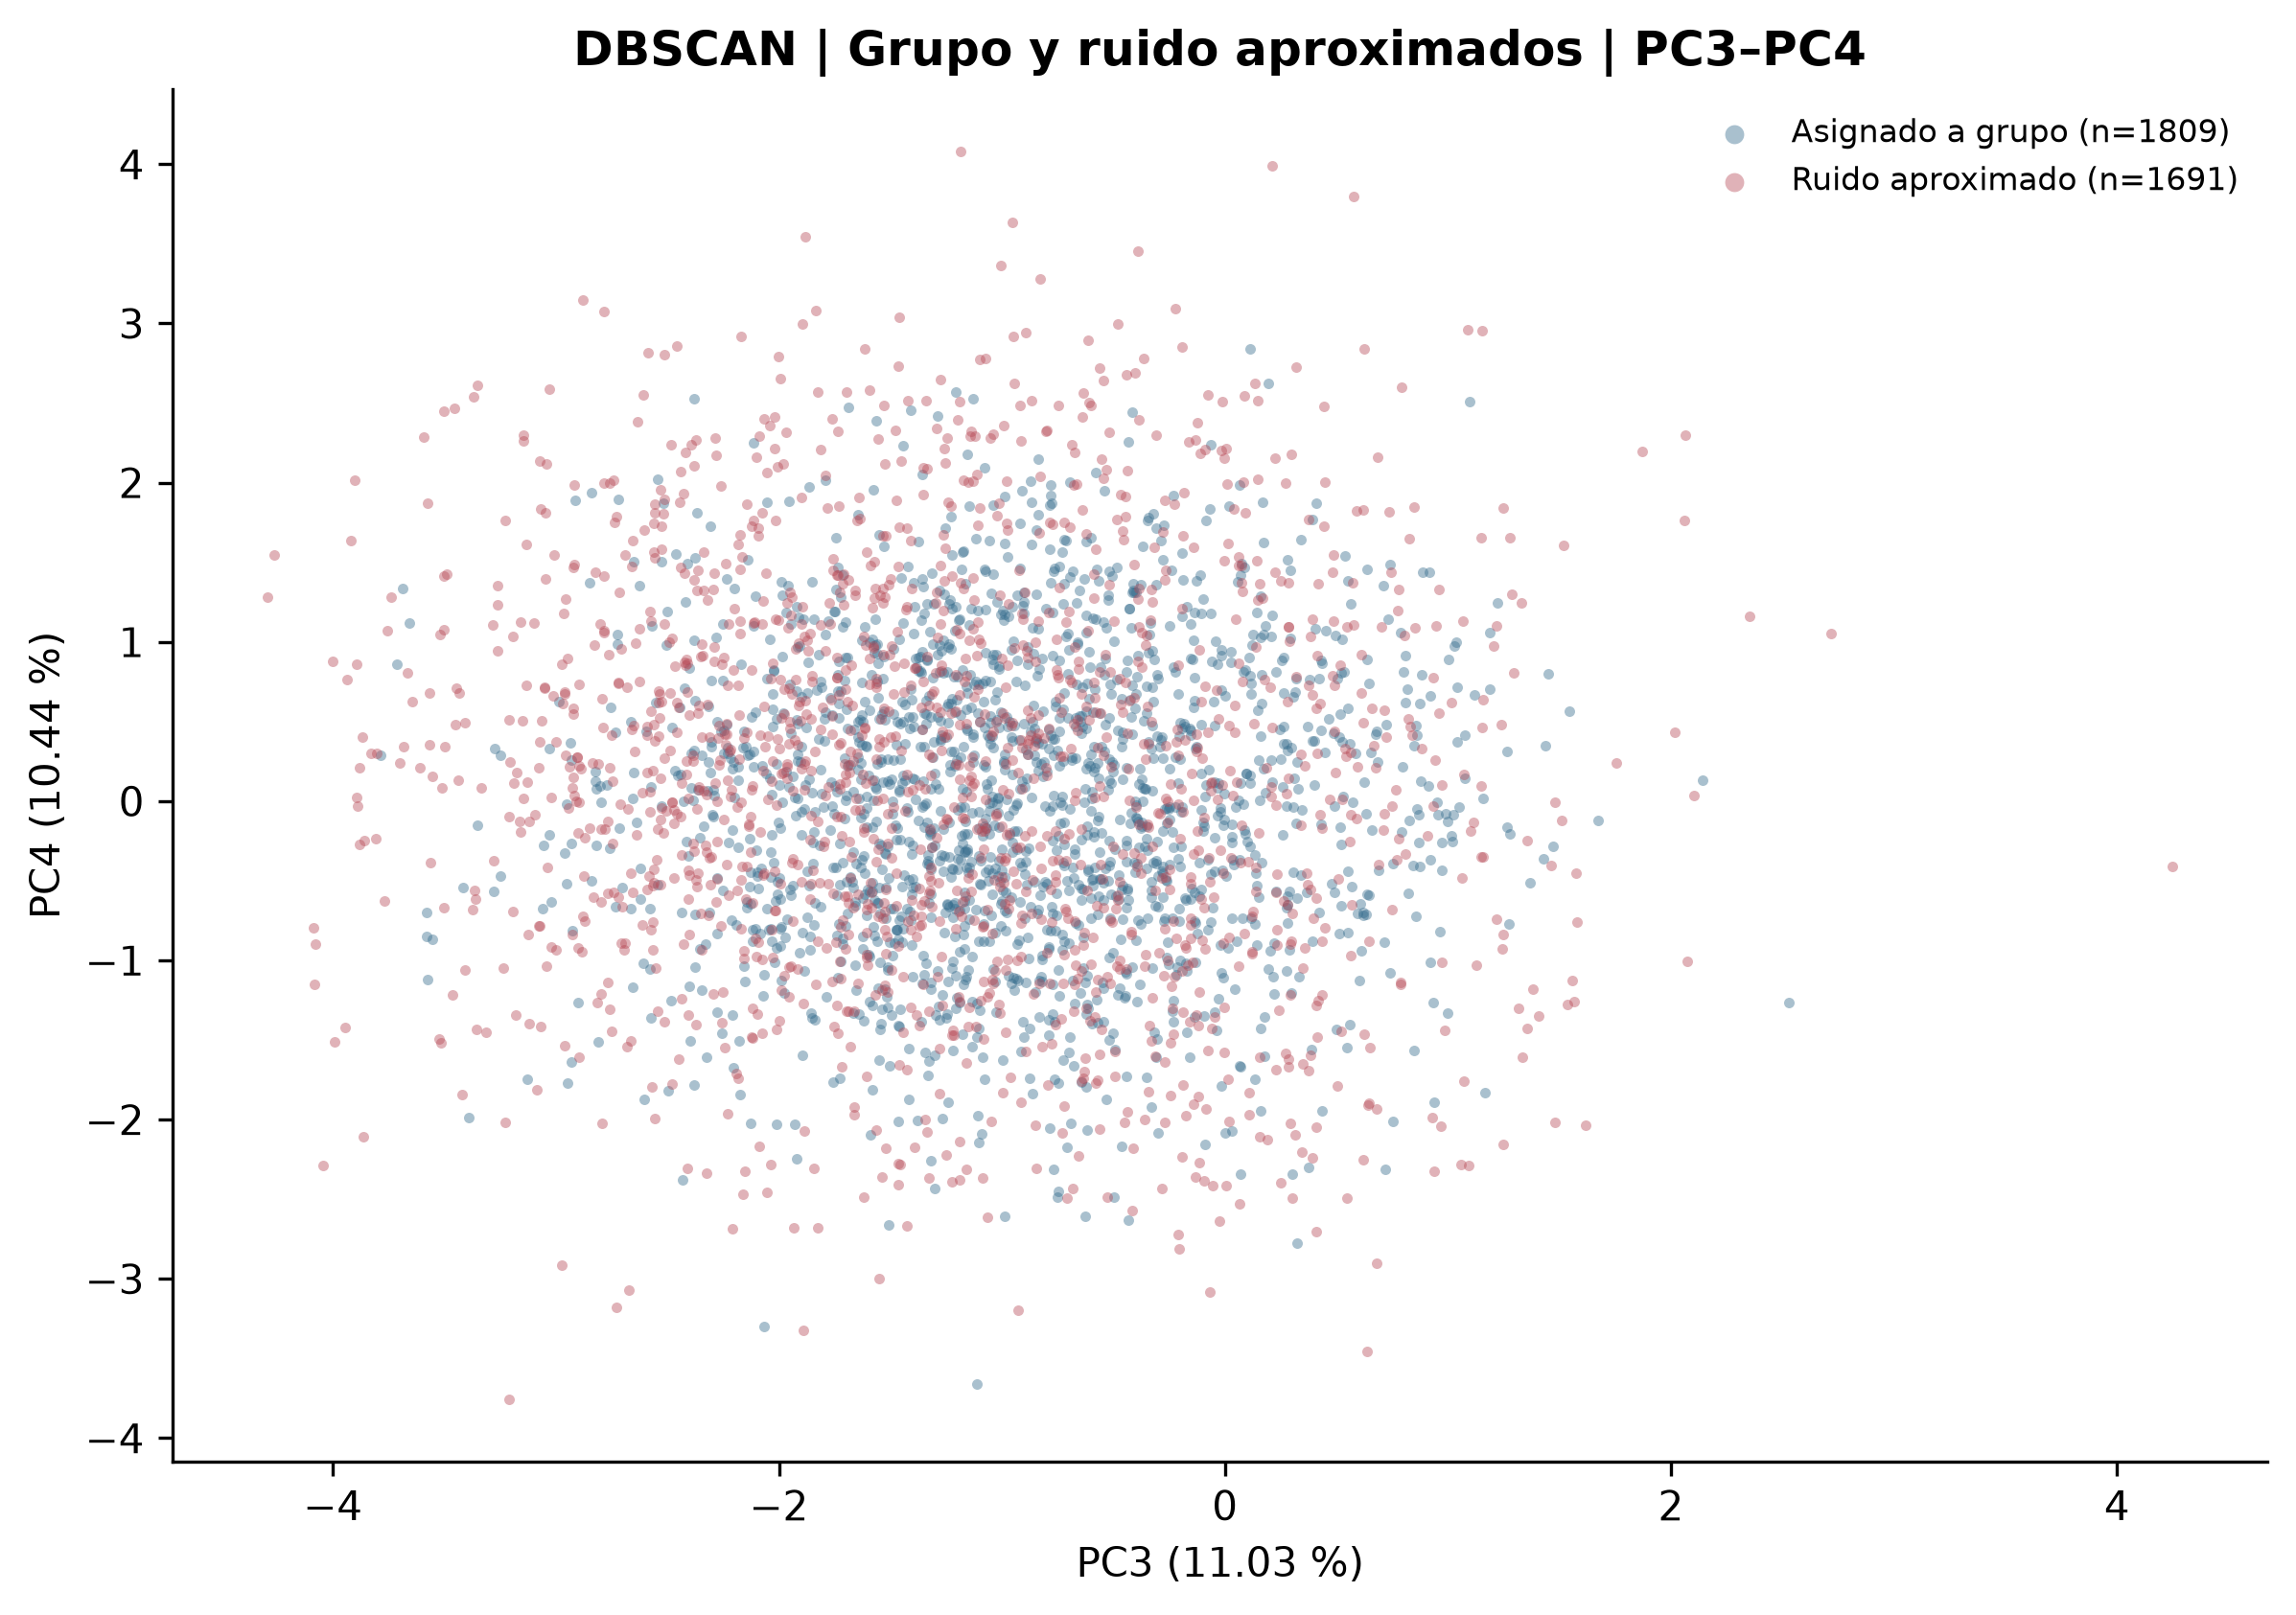 DBSCAN | Grupo y ruido aproximados | PC3–PC4
Asignado a grupo (n=1809)
Ruido aproximado (n=1691)
PC4 (10.44 %)
4
3
2
1
0
−1
−2
−3
−4
−4
−2
0
2
4
PC3 (11.03 %)